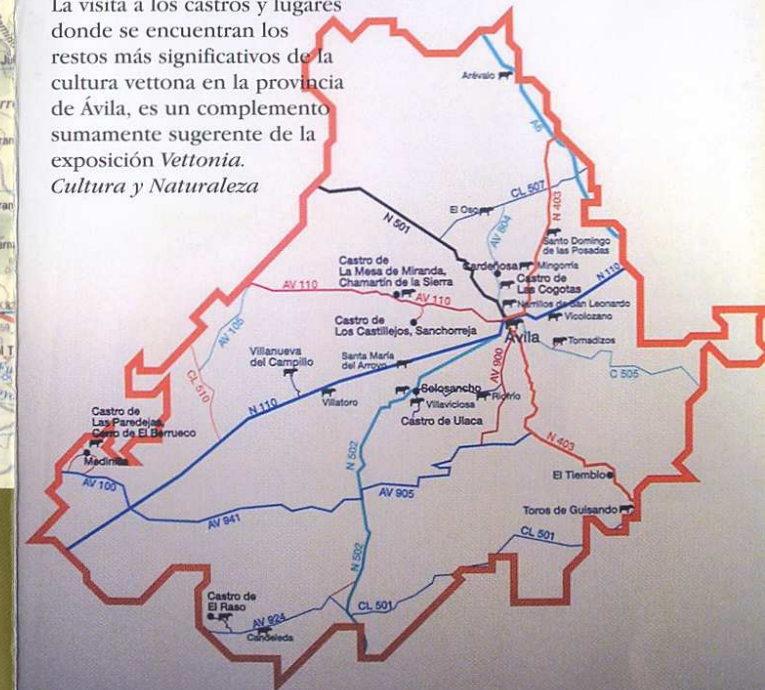 La visita a los castros y lugares
donde se encuentran los
restos más significativos de la
cultura vettona en la provincia
de Ávila, es un complemento
sumamente sugerente de la
exposición Vettonia.
Cultura y Naturaleza
Arévalo
A6
CL 507
N 403
El Oso
AV 804
N 501
Santo Domingo
de las Posadas
Cardeñosa
Mingorría
N 110
Castro de
La Mesa de Miranda,
Chamartín de la Sierra
Castro de
Las Cogotas
AV 110
AV 110
Narrillos de San Leonardo
Vicolozano
Castro de
Los Castillejos, Sanchorreja
Ávila
Tornadizos
AV 105
AV 900
C 505
Villanueva
del Campillo
Santa María
del Arroyo
CL 510
Solosancho
Riofrío
Villatoro
Villaviciosa
N 110
Castro de Ulaca
Castro de
Las Paredejas,
Cerro de El Berrueco
N 403
Medinilla
N 502
El Tiemblo
AV 100
AV 905
Toros de Guisando
AV 941
CL 501
N 502
Castro de
El Raso
CL 501
AV 924
Candeleda